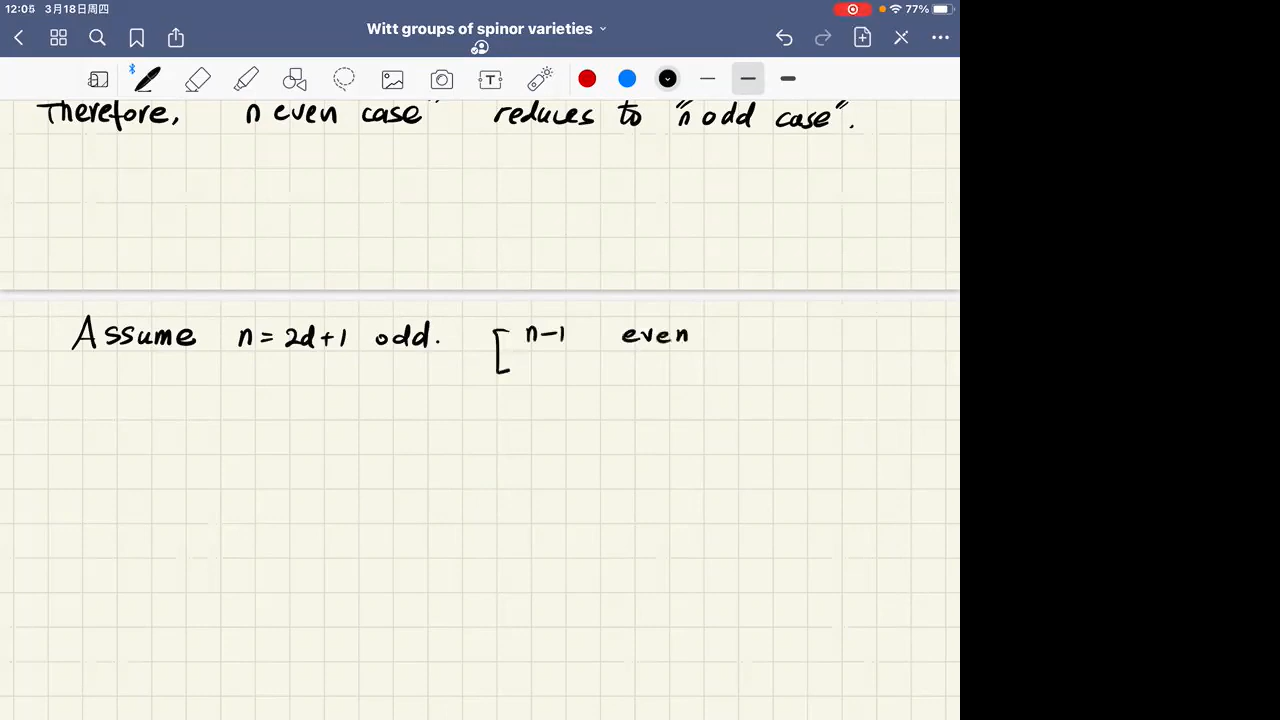 12:05 3月18日周四
77%
Witt groups of spinor varieties
Therefore, n even case" reduces to "n odd case".
Assume n = 2d+1 odd. [ n-1 even